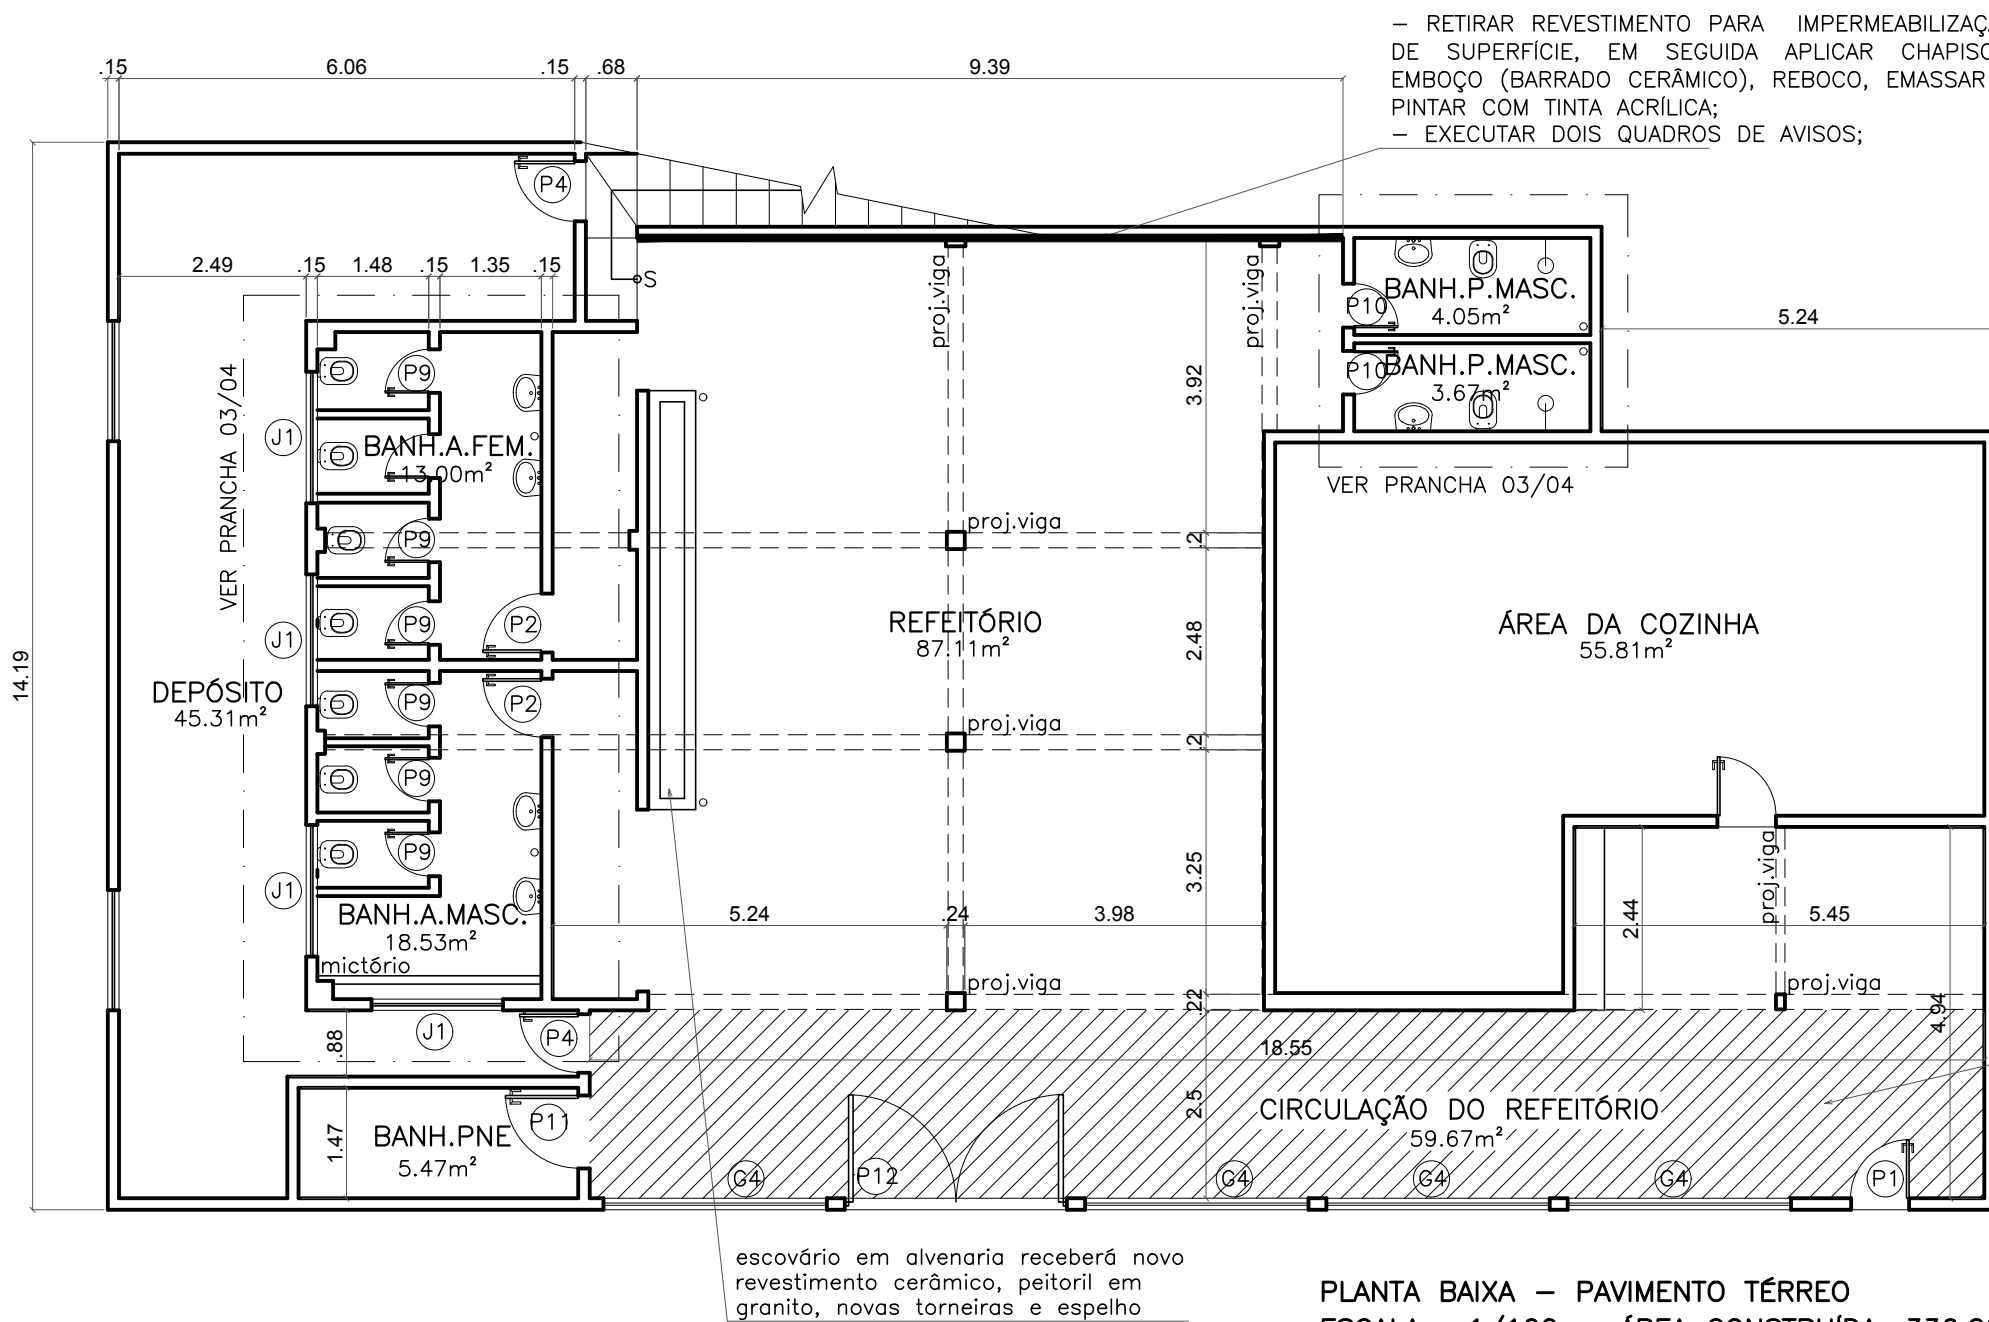 – RETIRAR REVESTIMENTO PARA
DE SUPERFÍCIE, EM SEGUIDA APLICAR
EMBOÇO (BARRADO CERÂMICO), REBOCO, EMASSAR
PINTAR COM TINTA ACRÍLICA;
– EXECUTAR DOIS QUADROS DE AVISOS;
.15 6.06 .15 .68 9.39
P4
2.49 .15 1.48 .15 1.35 .15
S
proj.viga
proj.viga
BANH.P.MASC.
4.05m²
P10
5.24
BANH.P.MASC.
3.67m²
P10
VER PRANCHA 03/04
VER PRANCHA 03/04
3.92
P9
J1
BANH.A.FEM.
13.00m²
proj.viga
P9
.2
P9
P2
J1
REFEITÓRIO
87.11m²
2.48
ÁREA DA COZINHA
55.81m²
14.19
DEPÓSITO
45.31m²
P9
P2
proj.viga
.2
P9
P9
J1
3.25
proj.viga
BANH.A.MASC.
18.53m²
mictório
5.24 .24 3.98
2.44
5.45
proj.viga
proj.viga
.22
4.94
J1
P4
.88
18.55
2.5
CIRCULAÇÃO DO REFEITÓRIO
59.67m²
P11
BANH.PNE
5.47m²
1.47
G4
P12
G4
G4
G4
P1
escovário em alvenaria receberá novo
revestimento cerâmico, peitoril em
granito, novas torneiras e espelho
PLANTA BAIXA – PAVIMENTO TÉRREO
ESCALA 1/100 ÁREA CONSTRUÍDA